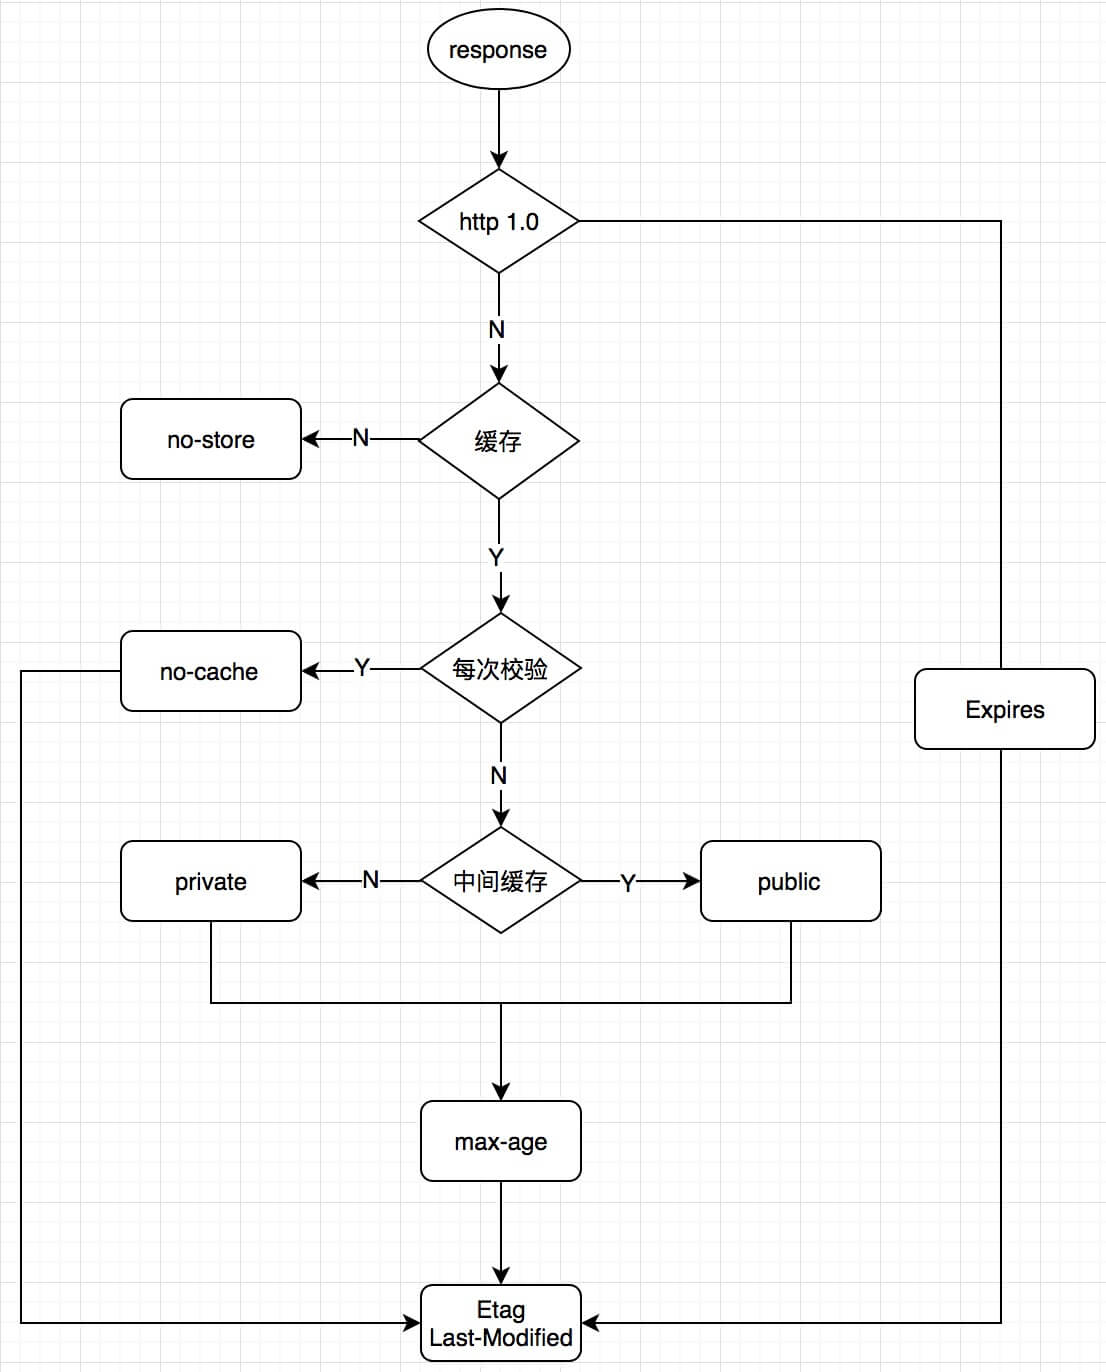 response
http 1.0
N
no-store
N
缓存
Y
no-cache
Y
每次校验
Expires
N
private
N
中间缓存
Y
public
max-age
Etag
Last-Modified